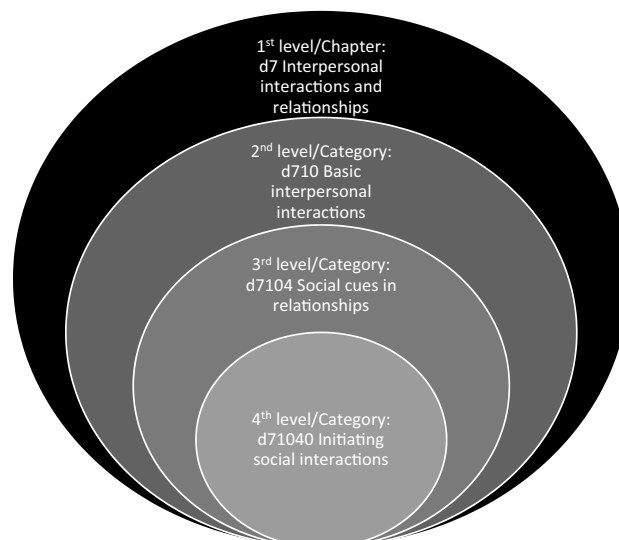 1st level/Chapter:
d7 Interpersonal
interactions and
relationships
2nd level/Category:
d710 Basic
interpersonal
interactions
3rd level/Category:
d7104 Social cues in
relationships
4th level/Category:
d71040 Initiating
social interactions